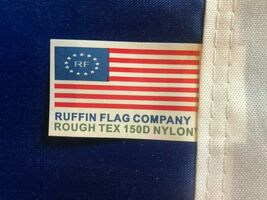 RF
RUFFIN FLAG COMPANY
ROUGH TEX 150D NYLON